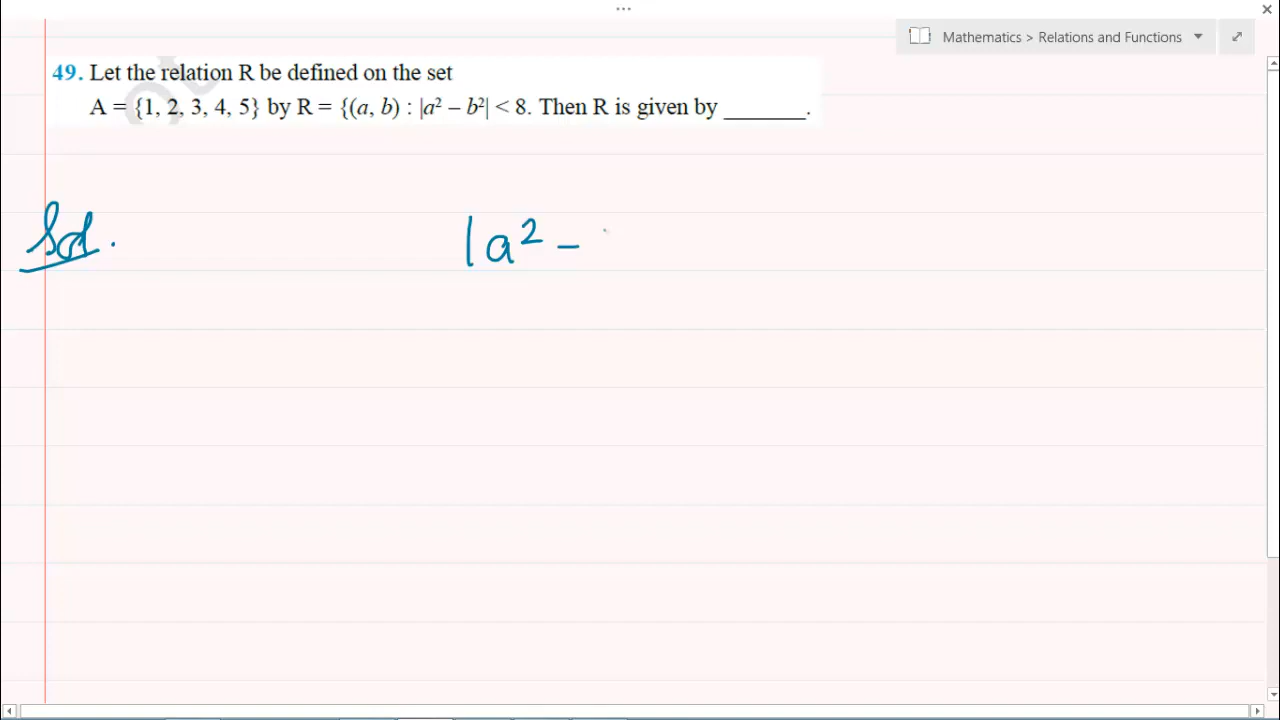 Mathematics > Relations and Functions
49. Let the relation R be defined on the set
A = {1, 2, 3, 4, 5} by R = {(a, b) : |a² – b²| < 8. Then R is given by ________.
Sol. |a² –